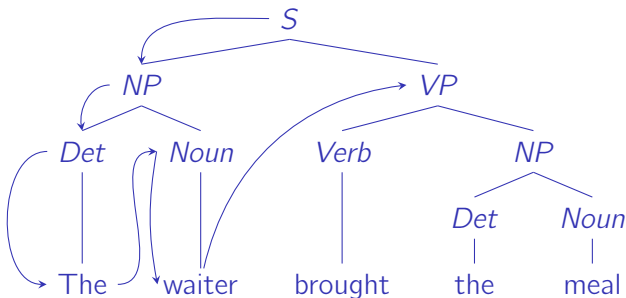 S
NP VP
Det Noun Verb NP
Det Noun
The waiter brought the meal